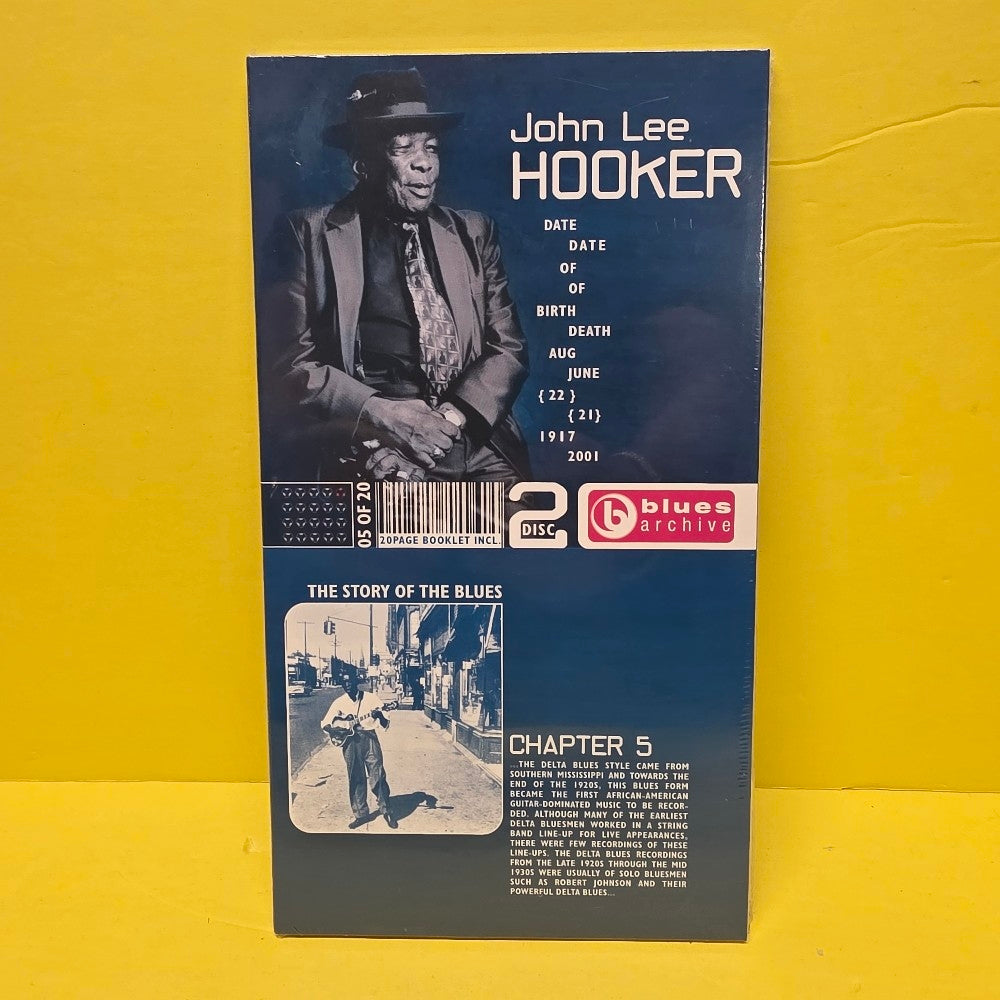 John Lee
HOOKER
DATE
DATE
OF
OF
BIRTH
DEATH
AUG
JUNE
{ 22 }
{ 21}
1917
2001
05 OF 20
20PAGE BOOKLET INCL.
2
DISC
b blues
archive
THE STORY OF THE BLUES
CHAPTER 5
...THE DELTA BLUES STYLE CAME FROM
SOUTHERN MISSISSIPPI AND TOWARDS THE
END OF THE 1920S, THIS BLUES FORM
BECAME THE FIRST AFRICAN-AMERICAN
GUITAR-DOMINATED MUSIC TO BE RECOR-
DED. ALTHOUGH MANY OF THE EARLIEST
DELTA BLUESMEN WORKED IN A STRING
BAND LINE-UP FOR LIVE APPEARANCES,
THERE WERE FEW RECORDINGS OF THESE
LINE-UPS. THE DELTA BLUES RECORDINGS
FROM THE LATE 1920S THROUGH THE MID
1930S WERE USUALLY OF SOLO BLUESMEN
SUCH AS ROBERT JOHNSON AND THEIR
POWERFUL DELTA BLUES...